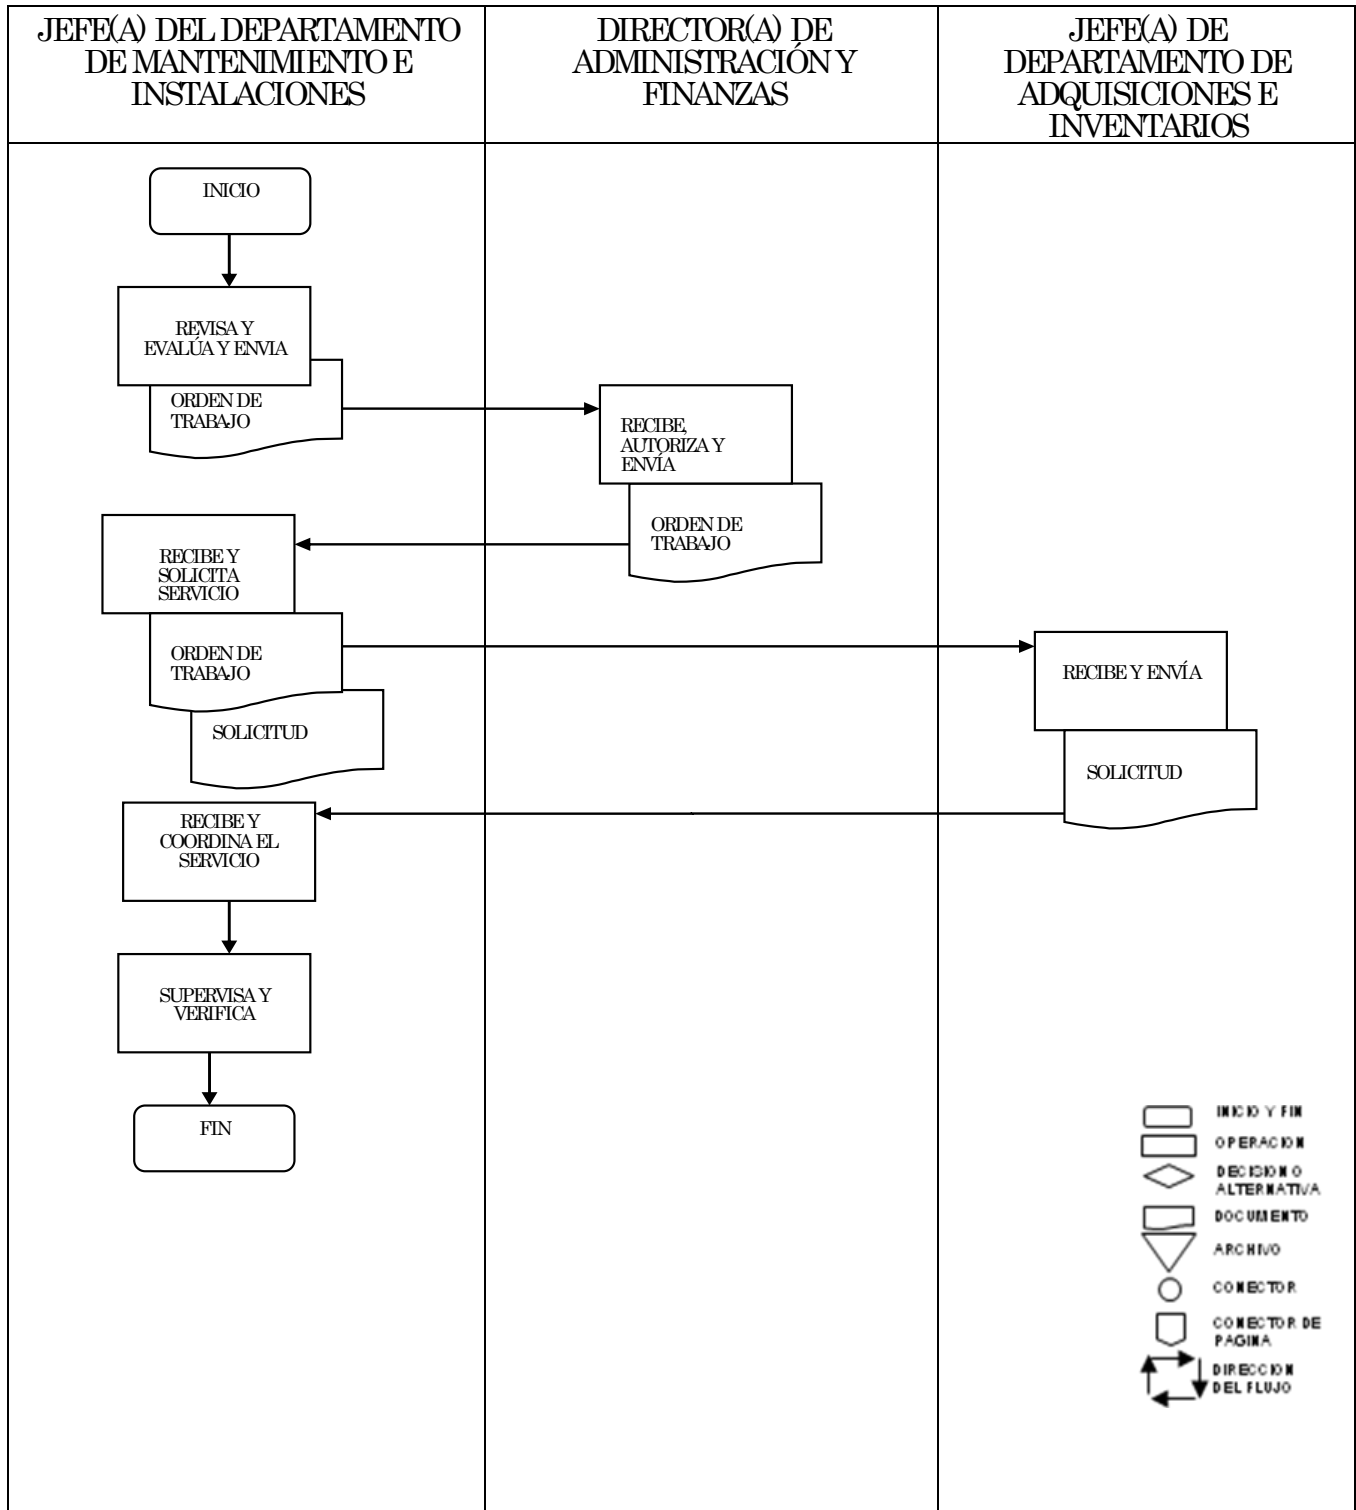 JEFE(A) DEL DEPARTAMENTO
DE MANTENIMIENTO E
INSTALACIONES
DIRECTOR(A) DE
ADMINISTRACIÓN Y
FINANZAS
JEFE(A) DE
DEPARTAMENTO DE
ADQUISICIONES E
INVENTARIOS
INICIO
REVISA Y
EVALÚA Y ENVIA
ORDEN DE
TRABAJO
RECIBE,
AUTORIZA Y
ENVÍA
ORDEN DE
TRABAJO
RECIBE Y
SOLICITA
SERVICIO
ORDEN DE
TRABAJO
SOLICITUD
RECIBE Y ENVÍA
SOLICITUD
RECIBE Y
COORDINA EL
SERVICIO
SUPERVISA Y
VERIFICA
FIN
INICIO Y FIN
OPERACION
DECISION O
ALTERNATIVA
DOCUMENTO
ARCHIVO
CONECTOR
CONECTOR DE
PAGINA
DIRECCION
DEL FLUJO